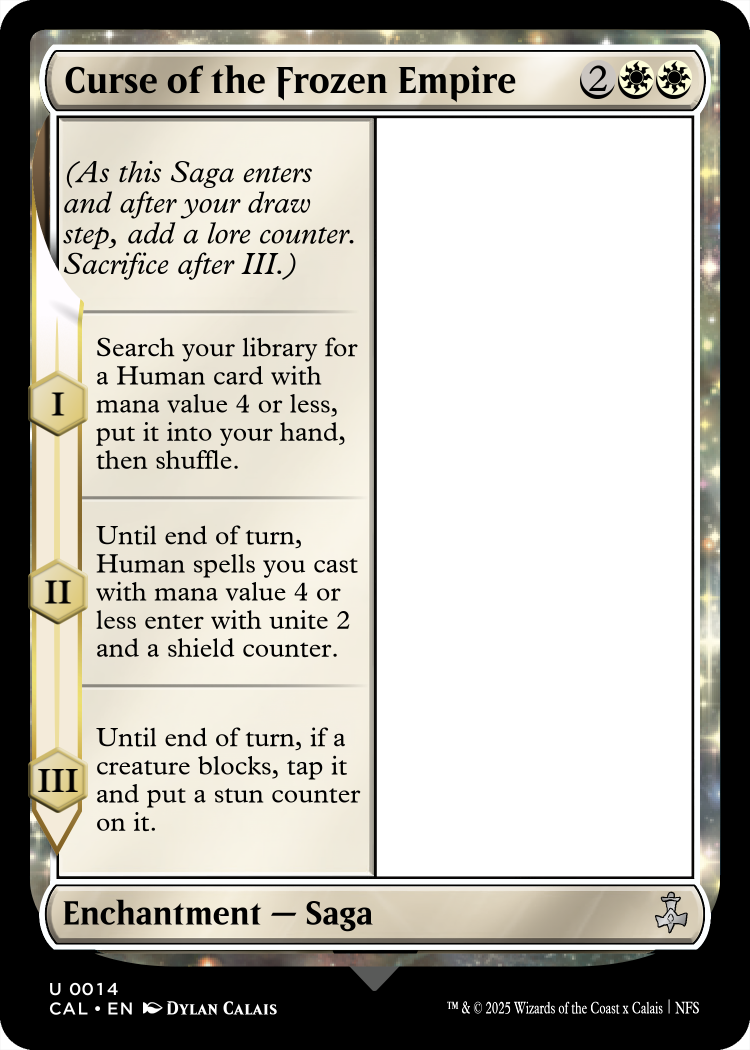 Curse of the Frozen Empire 2
(As this Saga enters
and after your draw
step, add a lore counter.
Sacrifice after III.)
I
Search your library for
a Human card with
mana value 4 or less,
put it into your hand,
then shuffle.
II
Until end of turn,
Human spells you cast
with mana value 4 or
less enter with unite 2
and a shield counter.
III
Until end of turn, if a
creature blocks, tap it
and put a stun counter
on it.
Enchantment — Saga
U 0014
CAL • EN Dylan Calais
™ & © 2025 Wizards of the Coast x Calais | NFS